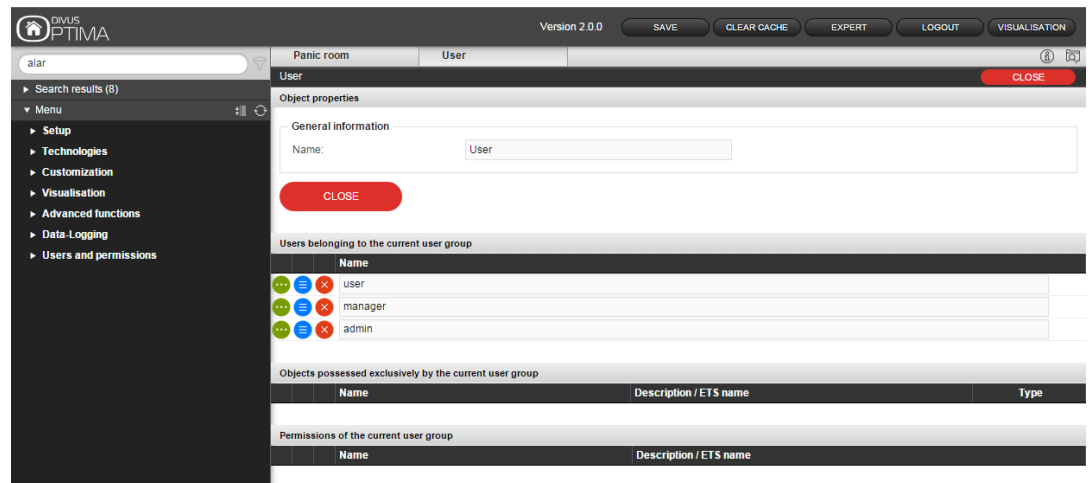 DIVUS
OPTIMA
Version 2.0.0
SAVE
CLEAR CACHE
EXPERT
LOGOUT
VISUALISATION
alar
Search results (8)
Menu
Setup
Technologies
Customization
Visualisation
Advanced functions
Data-Logging
Users and permissions
Panic room
User
User
CLOSE
Object properties
General information
Name:
User
CLOSE
Users belonging to the current user group
Name
user
manager
admin
Objects possessed exclusively by the current user group
Name Description / ETS name Type
Permissions of the current user group
Name Description / ETS name